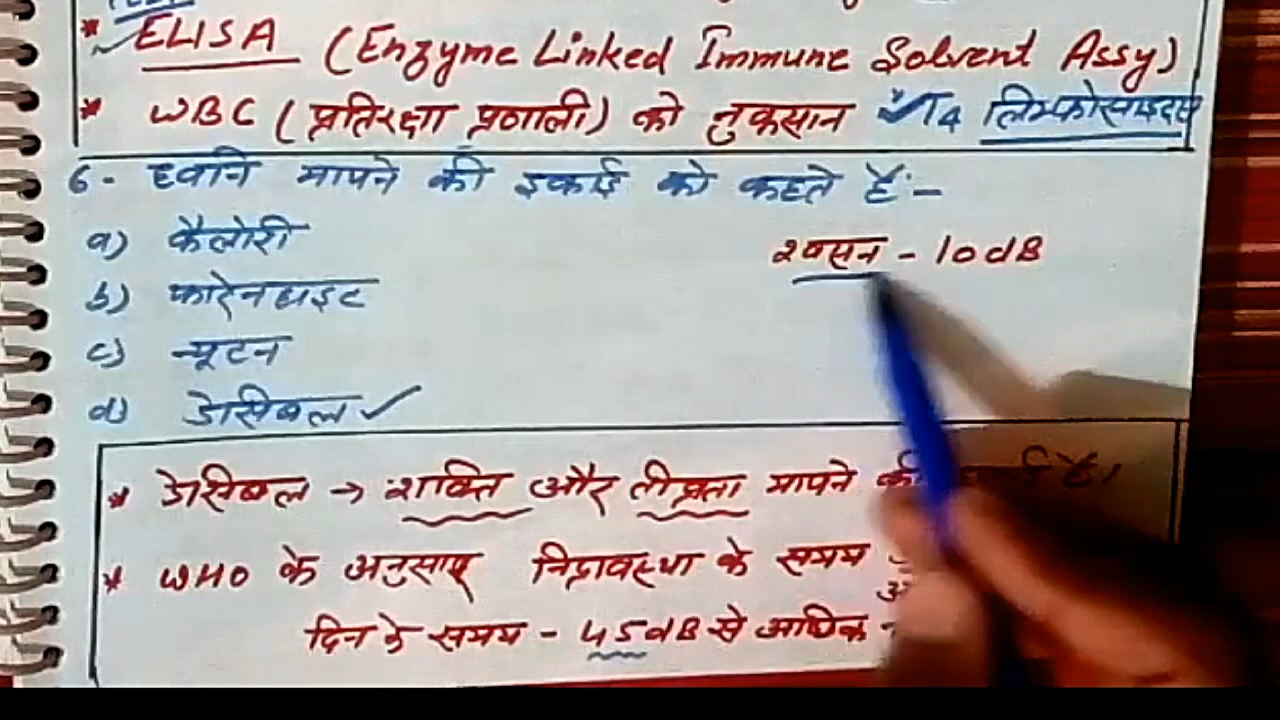 * ELISA (Enzyme Linked Immune Solvent Assy)
* WBC (प्रतिरक्षा प्रणाली) को नुकसान T4 लिम्फोसाइट्स
6- ध्वनि मापने की इकाई को कहते हैं:-
a) कैलोरी
श्वसन - 10dB
b) फारेनहाइट
c) न्यूटन
d) डेसिबल ✓
* डेसिबल → शक्ति और तीव्रता मापने की है।
* WHO के अनुसार निद्रावस्था के समय
दिन के समय - 45dB से अधिक